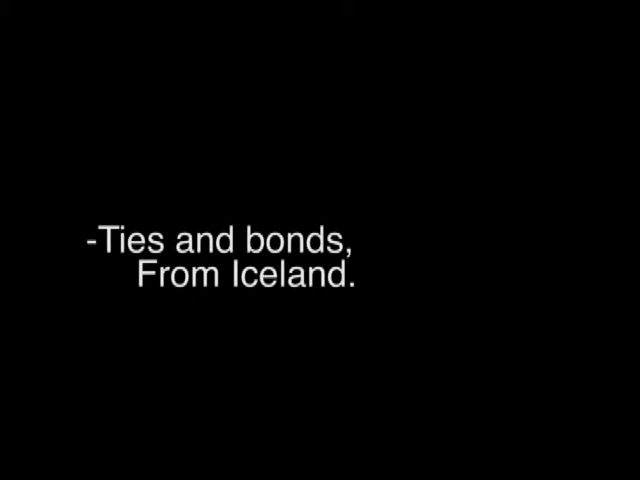 -Ties and bonds,
From Iceland.